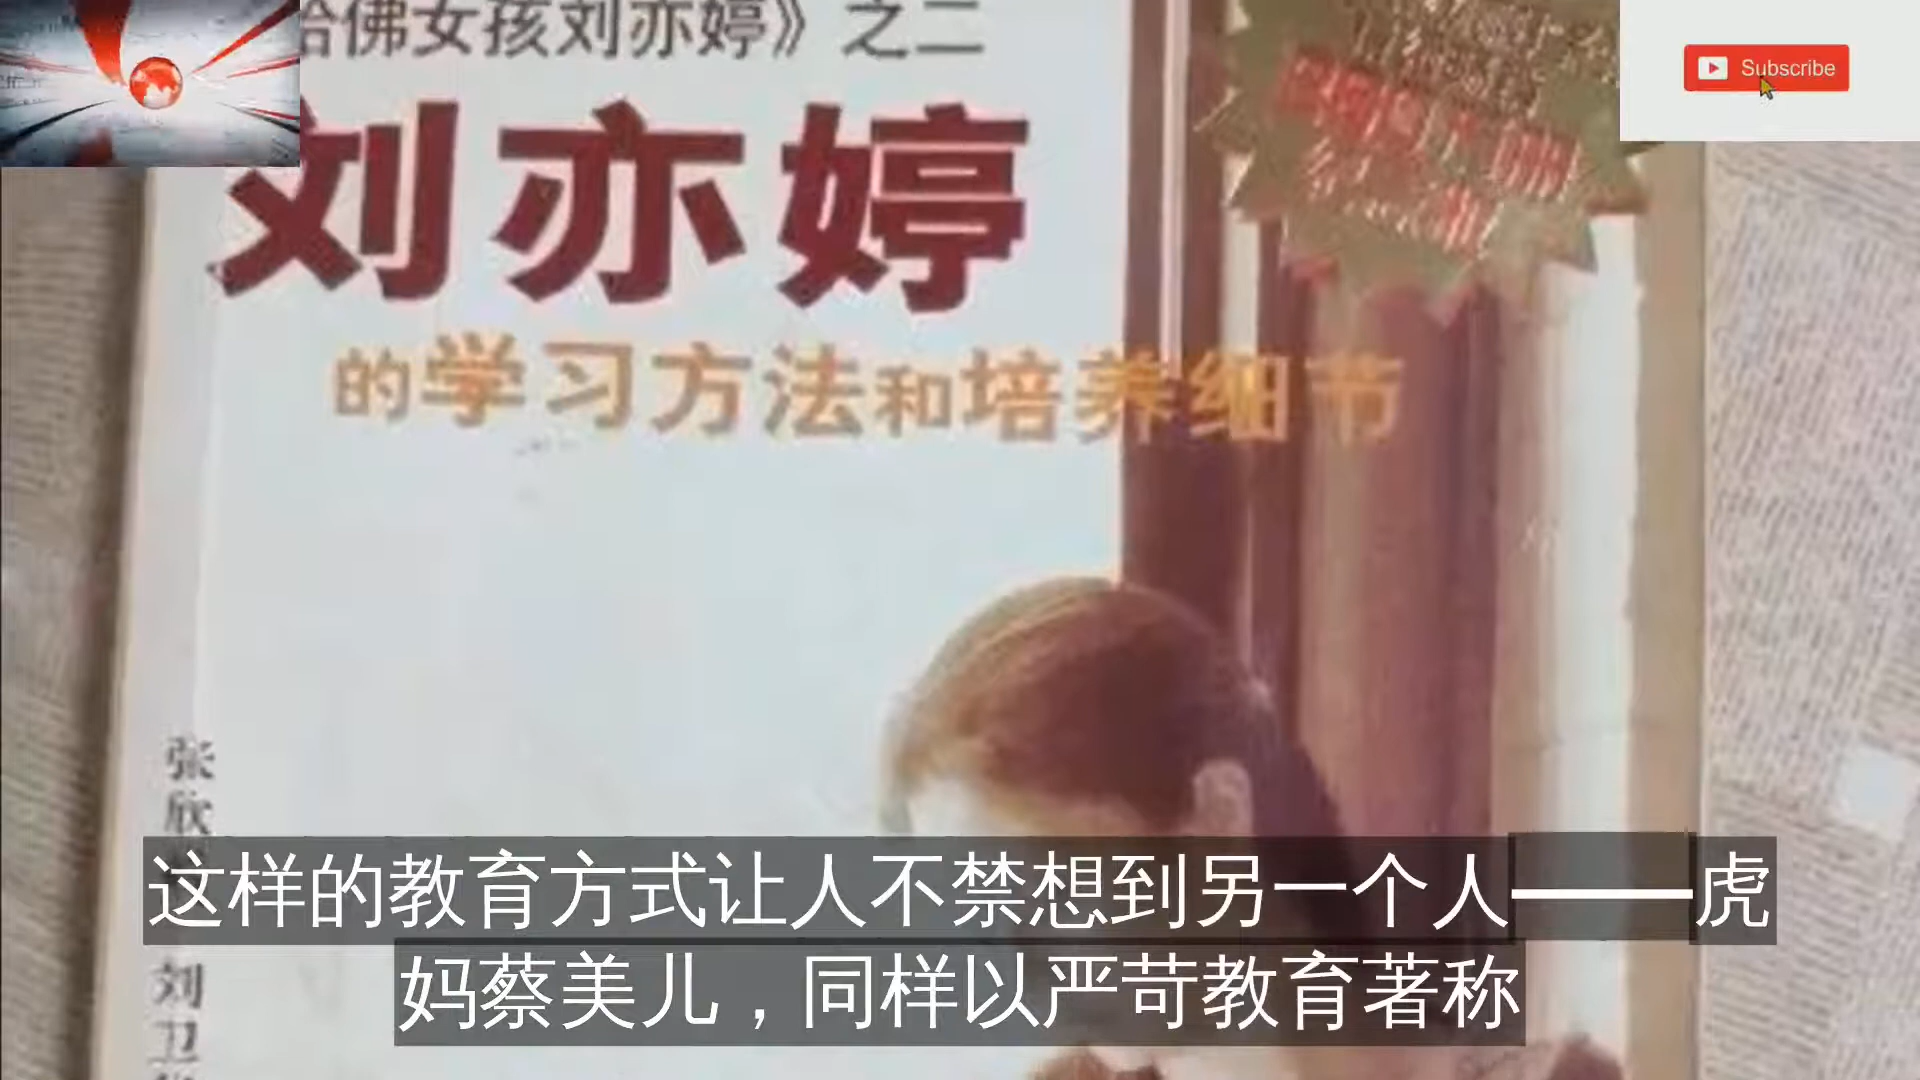 哈佛女孩刘亦婷》之二
Subscribe
刘亦婷
的学习方法和培养细节
张
欣
刘
卫
这样的教育方式让人不禁想到另一个人——虎
妈蔡美儿，同样以严苛教育著称